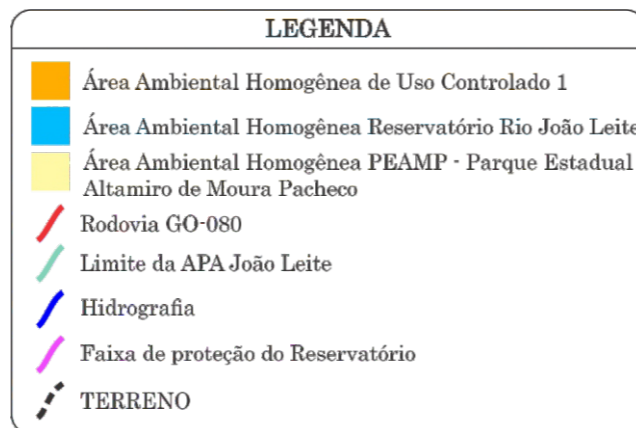 LEGENDA
Área Ambiental Homogênea de Uso Controlado 1
Área Ambiental Homogênea Reservatório Rio João Leite
Área Ambiental Homogênea PEAMP - Parque Estadual
Altamiro de Moura Pacheco
Rodovia GO-080
Limite da APA João Leite
Hidrografia
Faixa de proteção do Reservatório
TERRENO